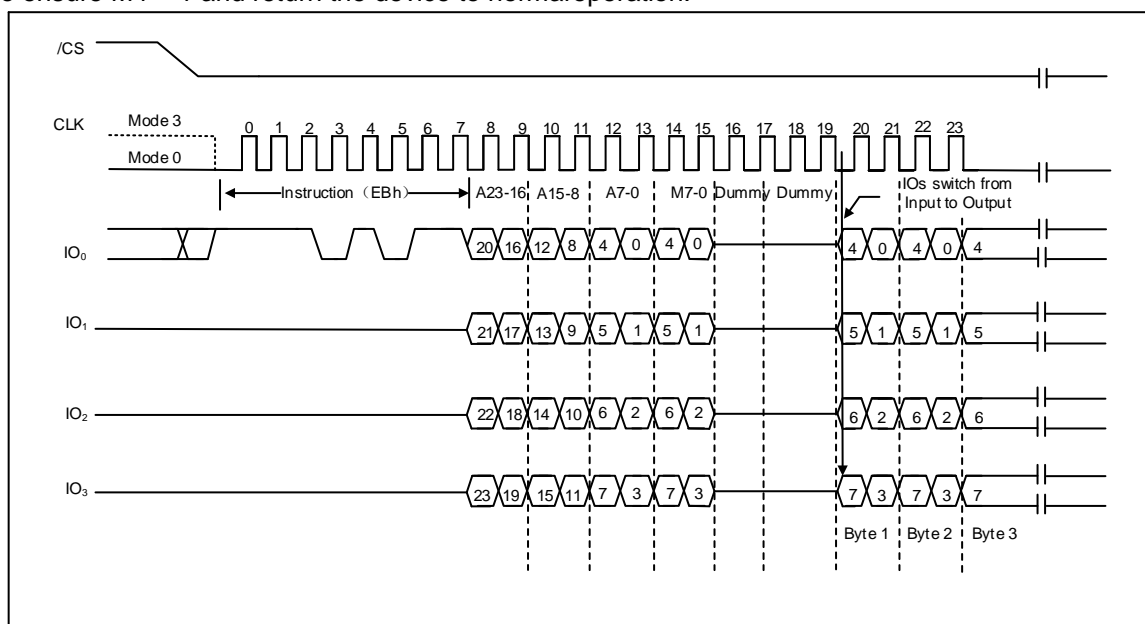 /CS
CLK Mode 3 0 1 2 3 4 5 6 7 8 9 10 11 12 13 14 15 16 17 18 19 20 21 22 23
Mode 0
Instruction（EBh） A23-16 A15-8 A7-0 M7-0 Dummy Dummy IOs switch from
Input to Output
IO₀ 20 16 12 8 4 0 4 0 4 0 4 0 4
IO₁ 21 17 13 9 5 1 5 1 5 1 5 1 5
IO₂ 22 18 14 10 6 2 6 2 6 2 6 2 6
IO₃ 23 19 15 11 7 3 7 3 7 3 7 3 7
Byte 1 Byte 2 Byte 3